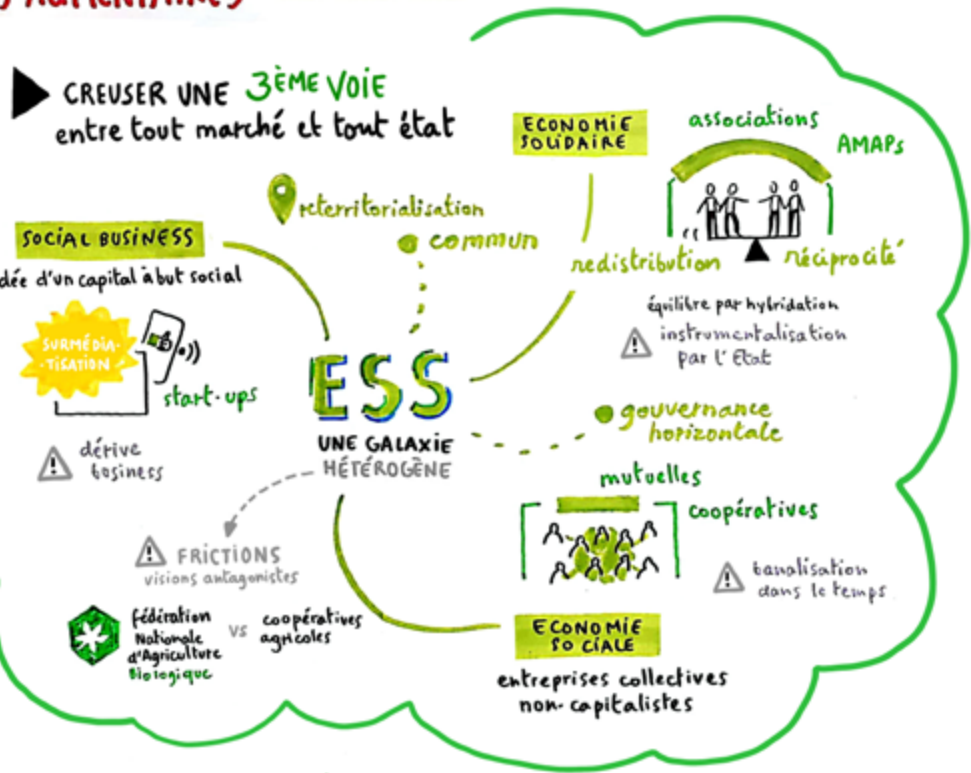 ALIMENTAIRES
CREUSER UNE 3ÈME VOIE
entre tout marché et tout état
ECONOMIE
SOLIDAIRE
associations
AMAPs
reterritorialisation
commun
redistribution
réciprocité
équilibre par hybridation
instrumentalisation
par l'Etat
SOCIAL BUSINESS
d'un capital à but social
SURMÉDIA-
TISATION
start-ups
dérive
business
ESS
UNE GALAXIE
HÉTÉROGÈNE
gouvernance
horizontale
mutuelles
coopératives
banalisation
dans le temps
FRICTIONS
visions antagonistes
fédération
Nationale
d'Agriculture
Biologique
VS
coopératives
agricoles
ECONOMIE
SOCIALE
entreprises collectives
non-capitalistes